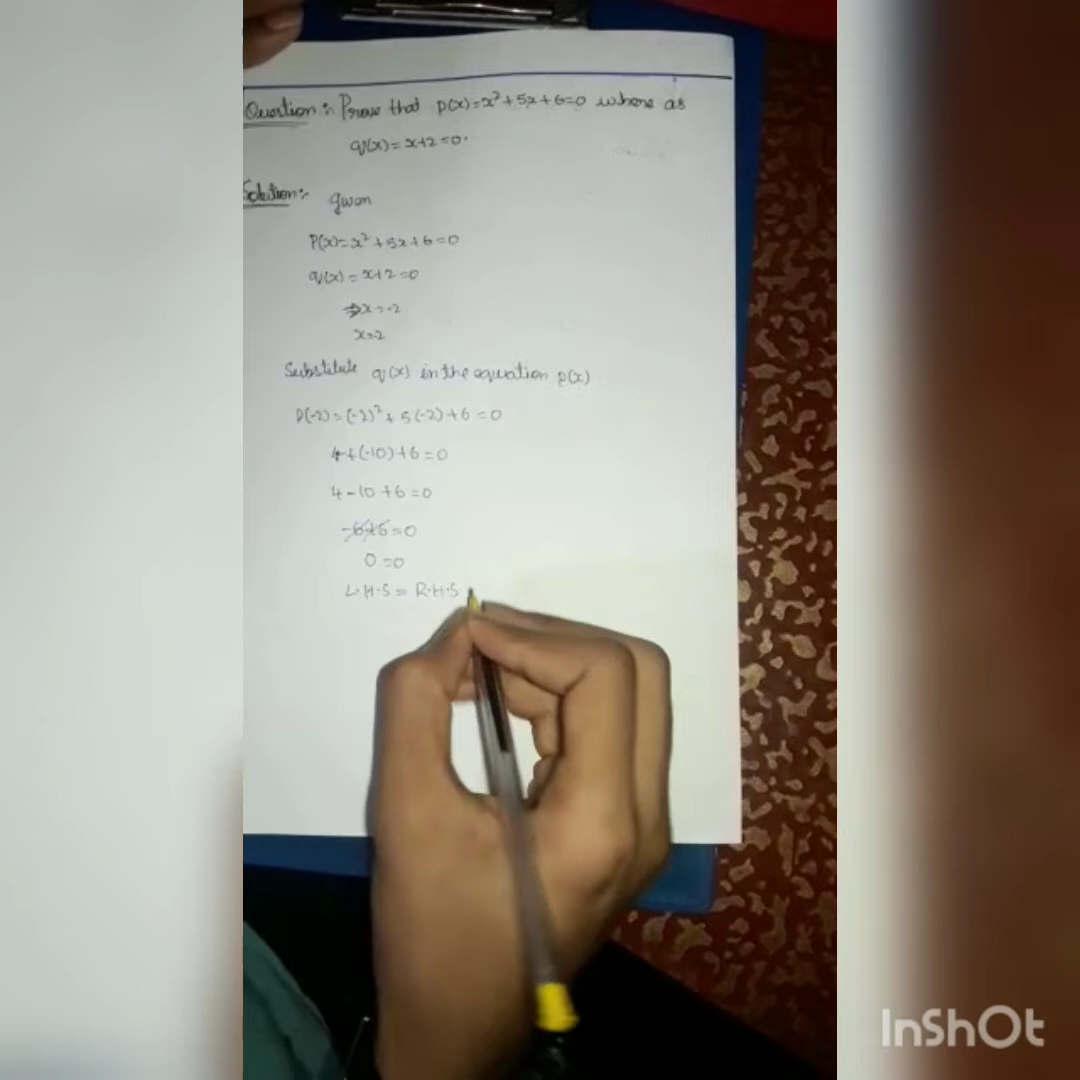 Question:- Prove that p(x)=x²+5x+6=0 where as
q(x)=x+2=0.
Solution:- given
P(x)=x²+5x+6=0
q(x)=x+2=0
⇒x=-2
x=-2
Substitute q(x) in the equation p(x)
P(-2)=(-2)²+5(-2)+6=0
4+(-10)+6=0
4-10+6=0
-6+6=0
0=0
L.H.S = R.H.S
InShOt